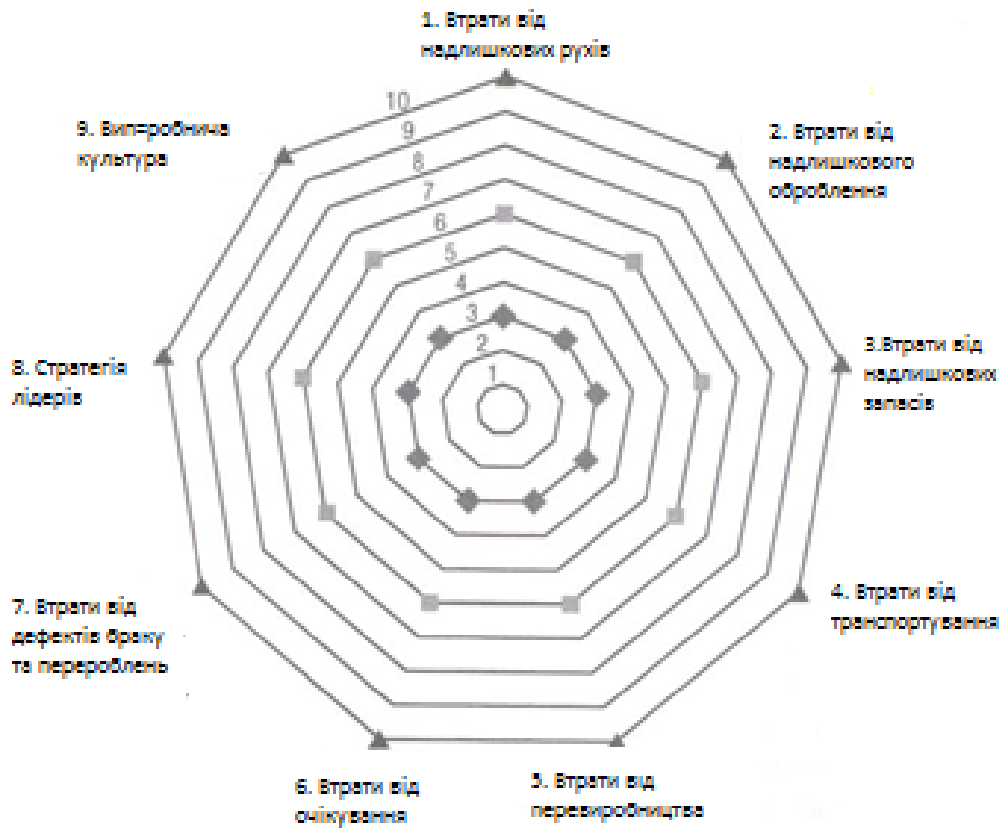 1. Втрати від
надлишкових рухів
2. Втрати від
надлишкового
оброблення
3.Втрати від
надлишкових
запасів
4. Втрати від
транспортування
5. Втрати від
перевиробництва
6. Втрати від
очікування
7. Втрати від
дефектів браку
та перероблень
8. Стратегія
лідерів
9. Вип=робнича
культура
10
9
8
7
6
5
4
3
2
1